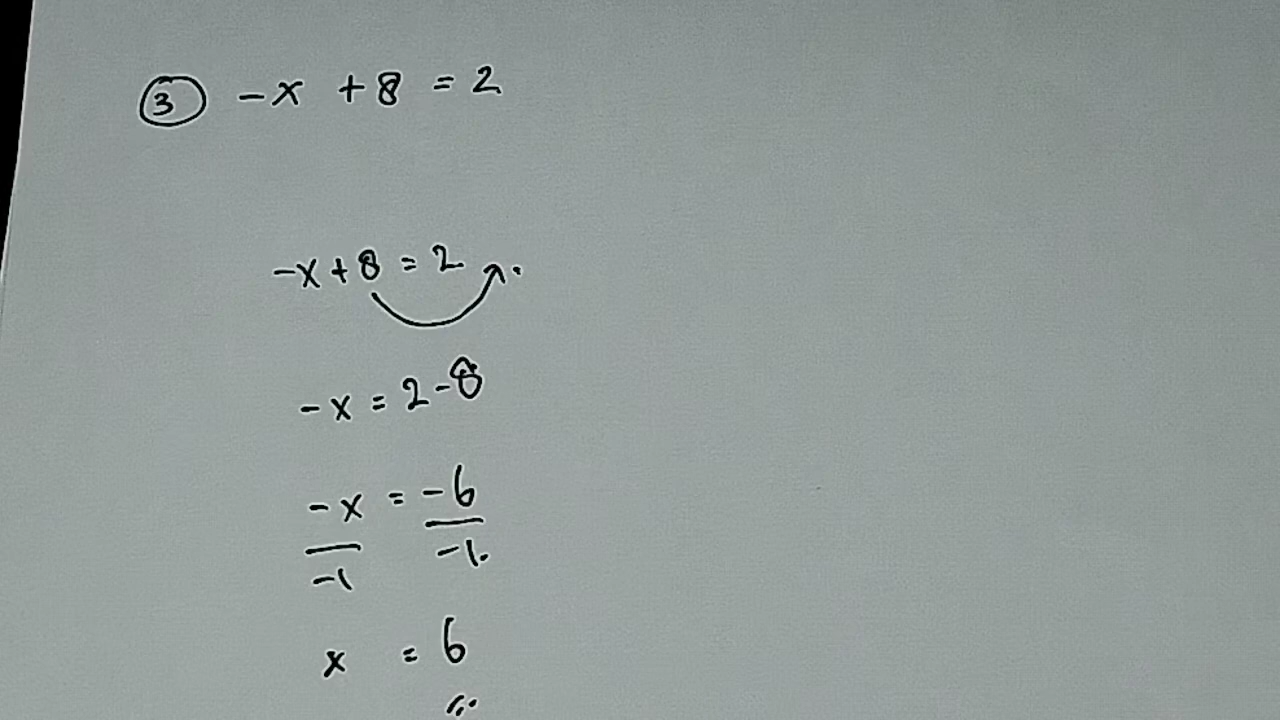 ③ -x + 8 = 2
-x + 8 = 2
-x = 2 - 8
-x = -6
-1 -1
x = 6